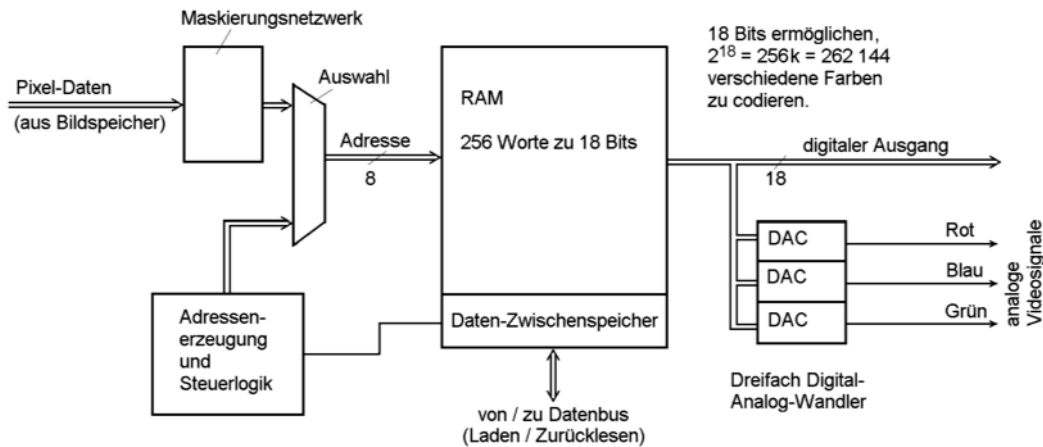 Maskierungsnetzwerk
Pixel-Daten
(aus Bildspeicher)
Auswahl
Adresse
8
RAM
256 Worte zu 18 Bits
18 Bits ermöglichen,
2¹⁸ = 256k = 262 144
verschiedene Farben
zu codieren.
digitaler Ausgang
18
DAC
Rot
DAC
Blau
DAC
Grün
analoge
Videosignale
Adressen-
erzeugung
und
Steuerlogik
Daten-Zwischenspeicher
Dreifach Digital-
Analog-Wandler
von / zu Datenbus
(Laden / Zurücklesen)